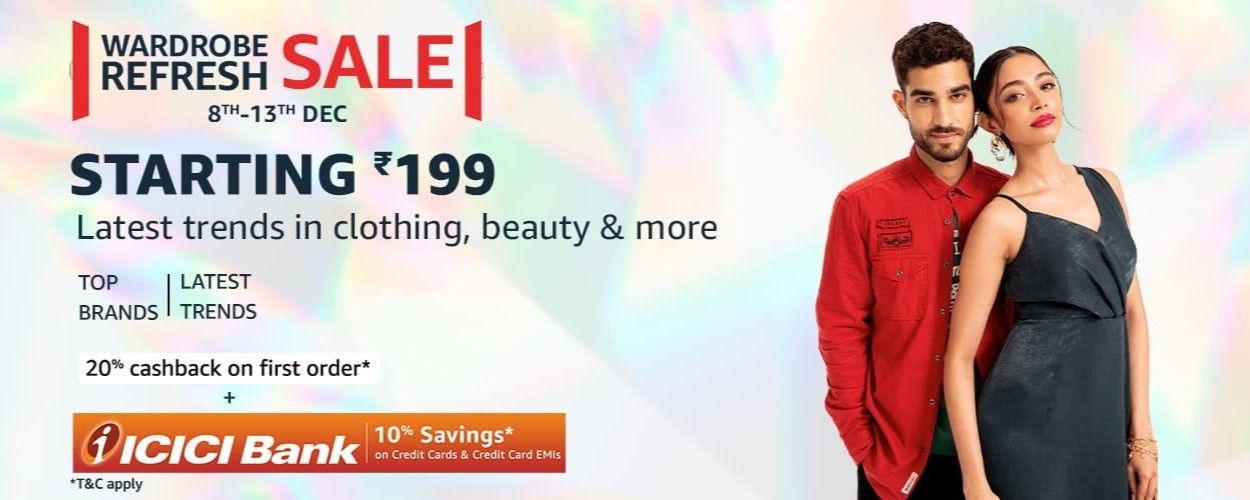 WARDROBE
REFRESH SALE
8TH-13TH DEC
STARTING ₹199
Latest trends in clothing, beauty & more
TOP BRANDS | LATEST TRENDS
20% cashback on first order*
+
ICICI Bank 10% Savings*
on Credit Cards & Credit Card EMIs
*T&C apply